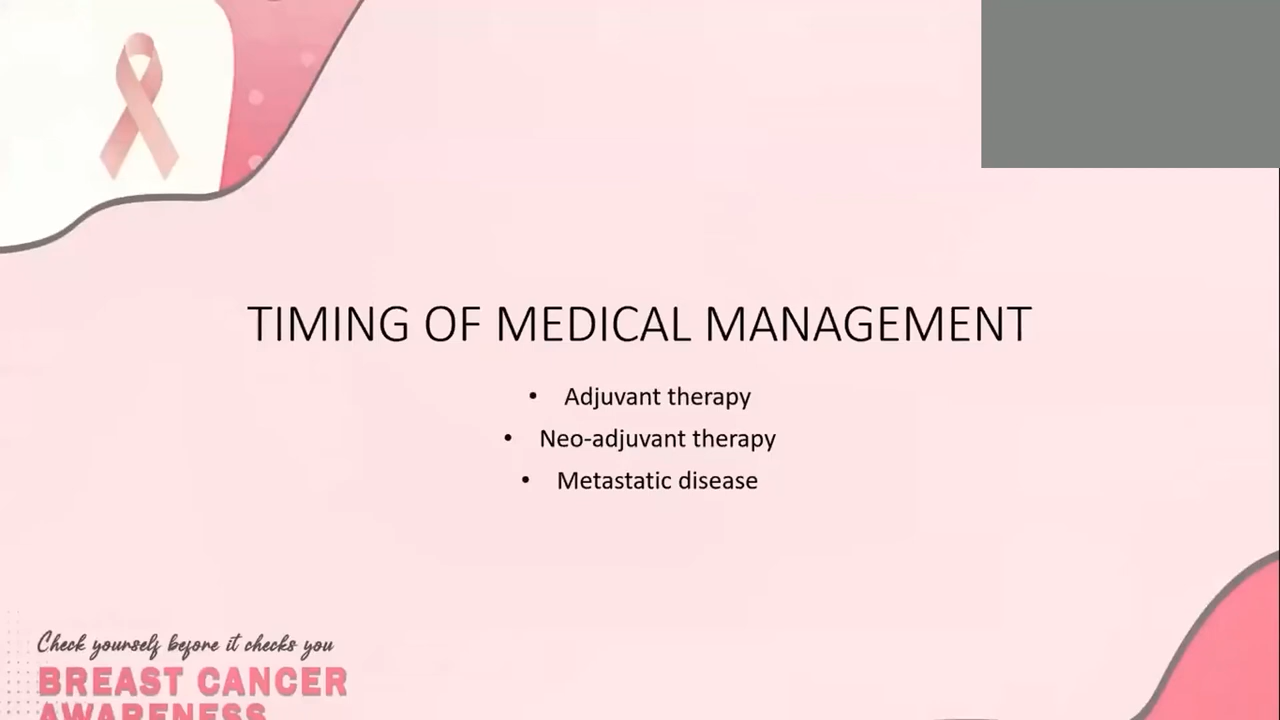 TIMING OF MEDICAL MANAGEMENT
• Adjuvant therapy
• Neo-adjuvant therapy
• Metastatic disease
Check yourself before it checks you
BREAST CANCER
AWARENESS